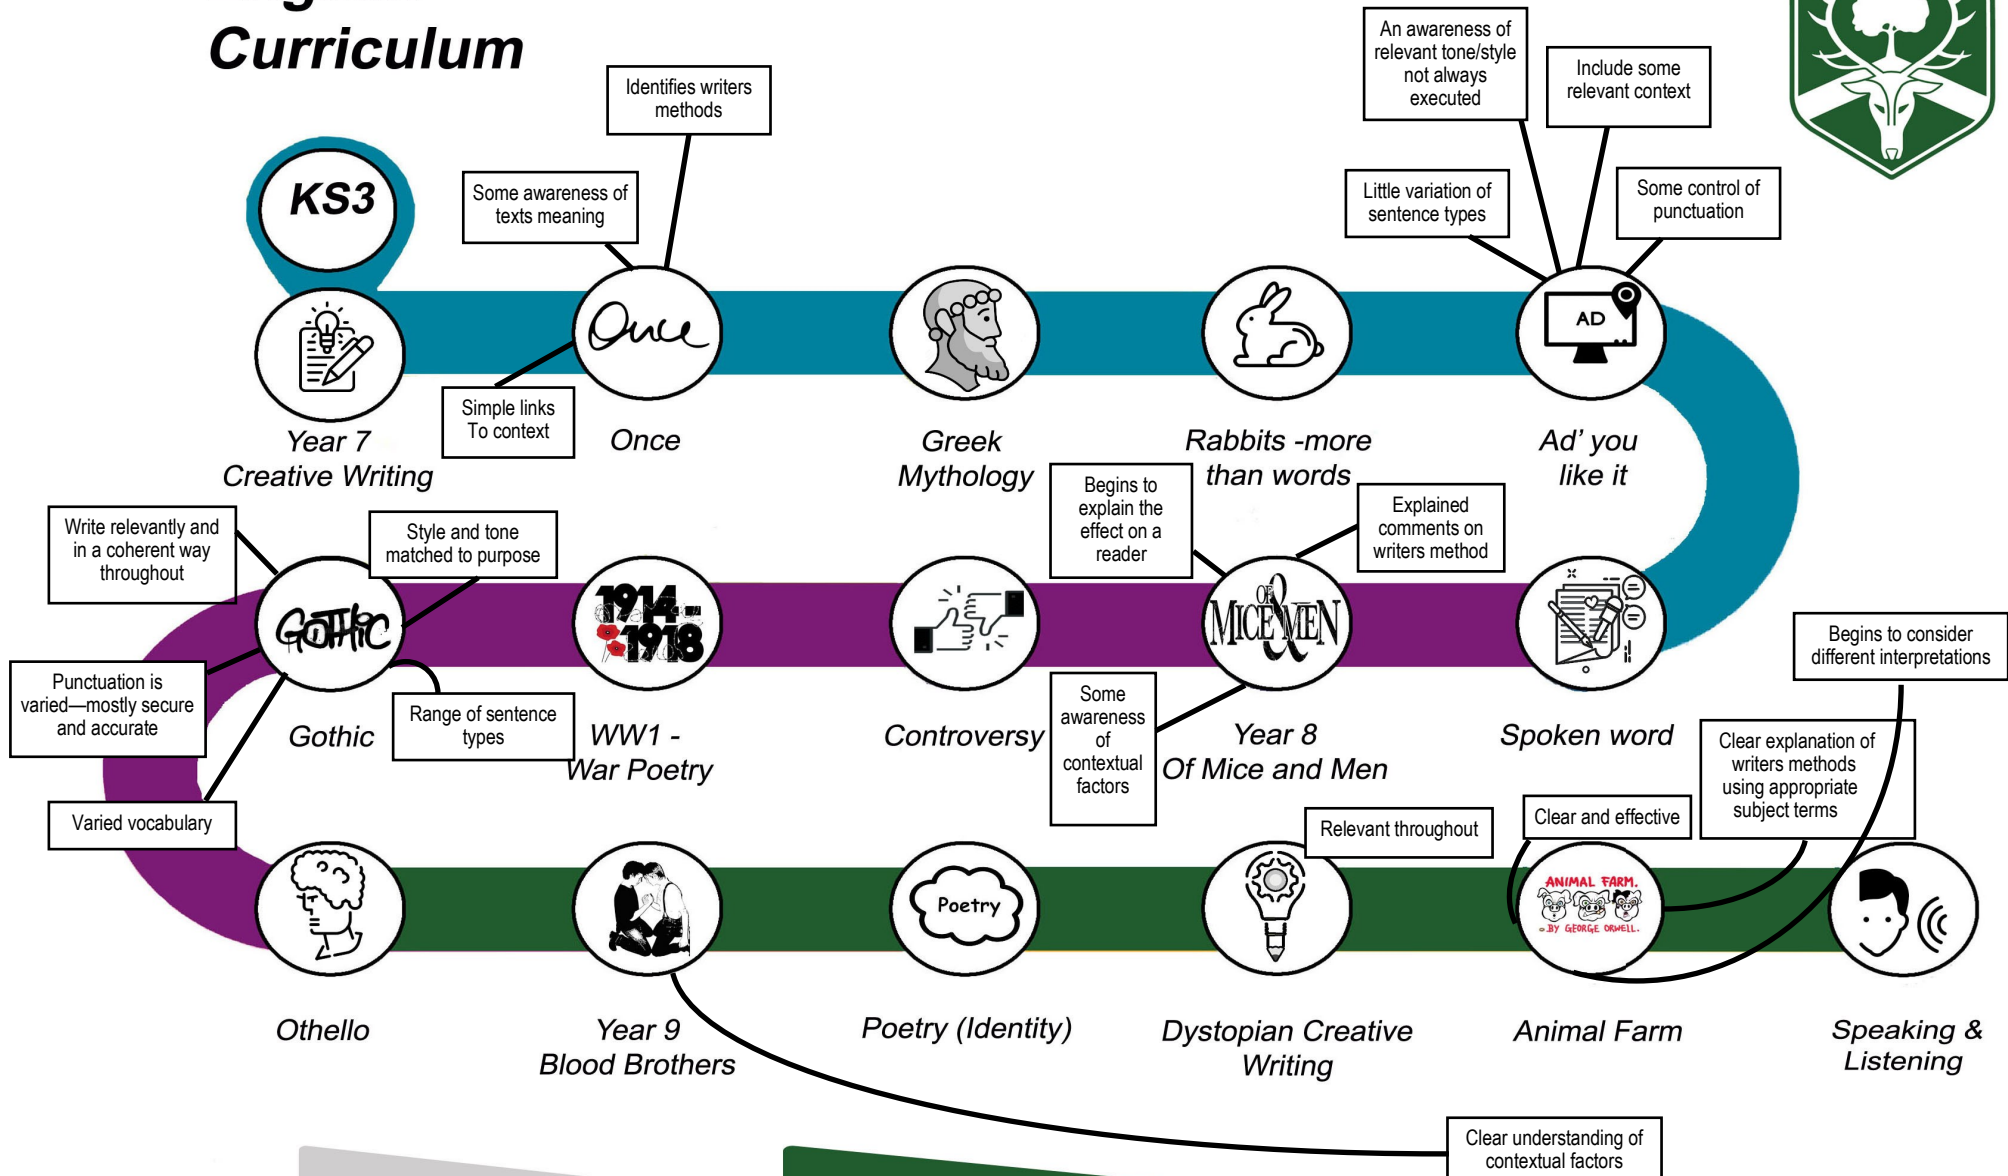 Curriculum
KS3
Identifies writers
methods
Some awareness of
texts meaning
Simple links
To context
An awareness of
relevant tone/style
not always
executed
Include some
relevant context
Little variation of
sentence types
Some control of
punctuation
Once
AD
Year 7
Creative Writing
Once
Greek
Mythology
Rabbits -more
than words
Ad’ you
like it
Write relevantly and
in a coherent way
throughout
Style and tone
matched to purpose
Begins to
explain the
effect on a
reader
Explained
comments on
writers method
GOTHIC
1914-
1918
OF
MICE & MEN
Punctuation is
varied—mostly secure
and accurate
Range of sentence
types
Some
awareness
of
contextual
factors
Begins to consider
different interpretations
Gothic
WW1 -
War Poetry
Controversy
Year 8
Of Mice and Men
Spoken word
Varied vocabulary
Relevant throughout
Clear and effective
Clear explanation of
writers methods
using appropriate
subject terms
Poetry
ANIMAL FARM.
BY GEORGE ORWELL.
Othello
Year 9
Blood Brothers
Poetry (Identity)
Dystopian Creative
Writing
Animal Farm
Speaking &
Listening
Clear understanding of
contextual factors